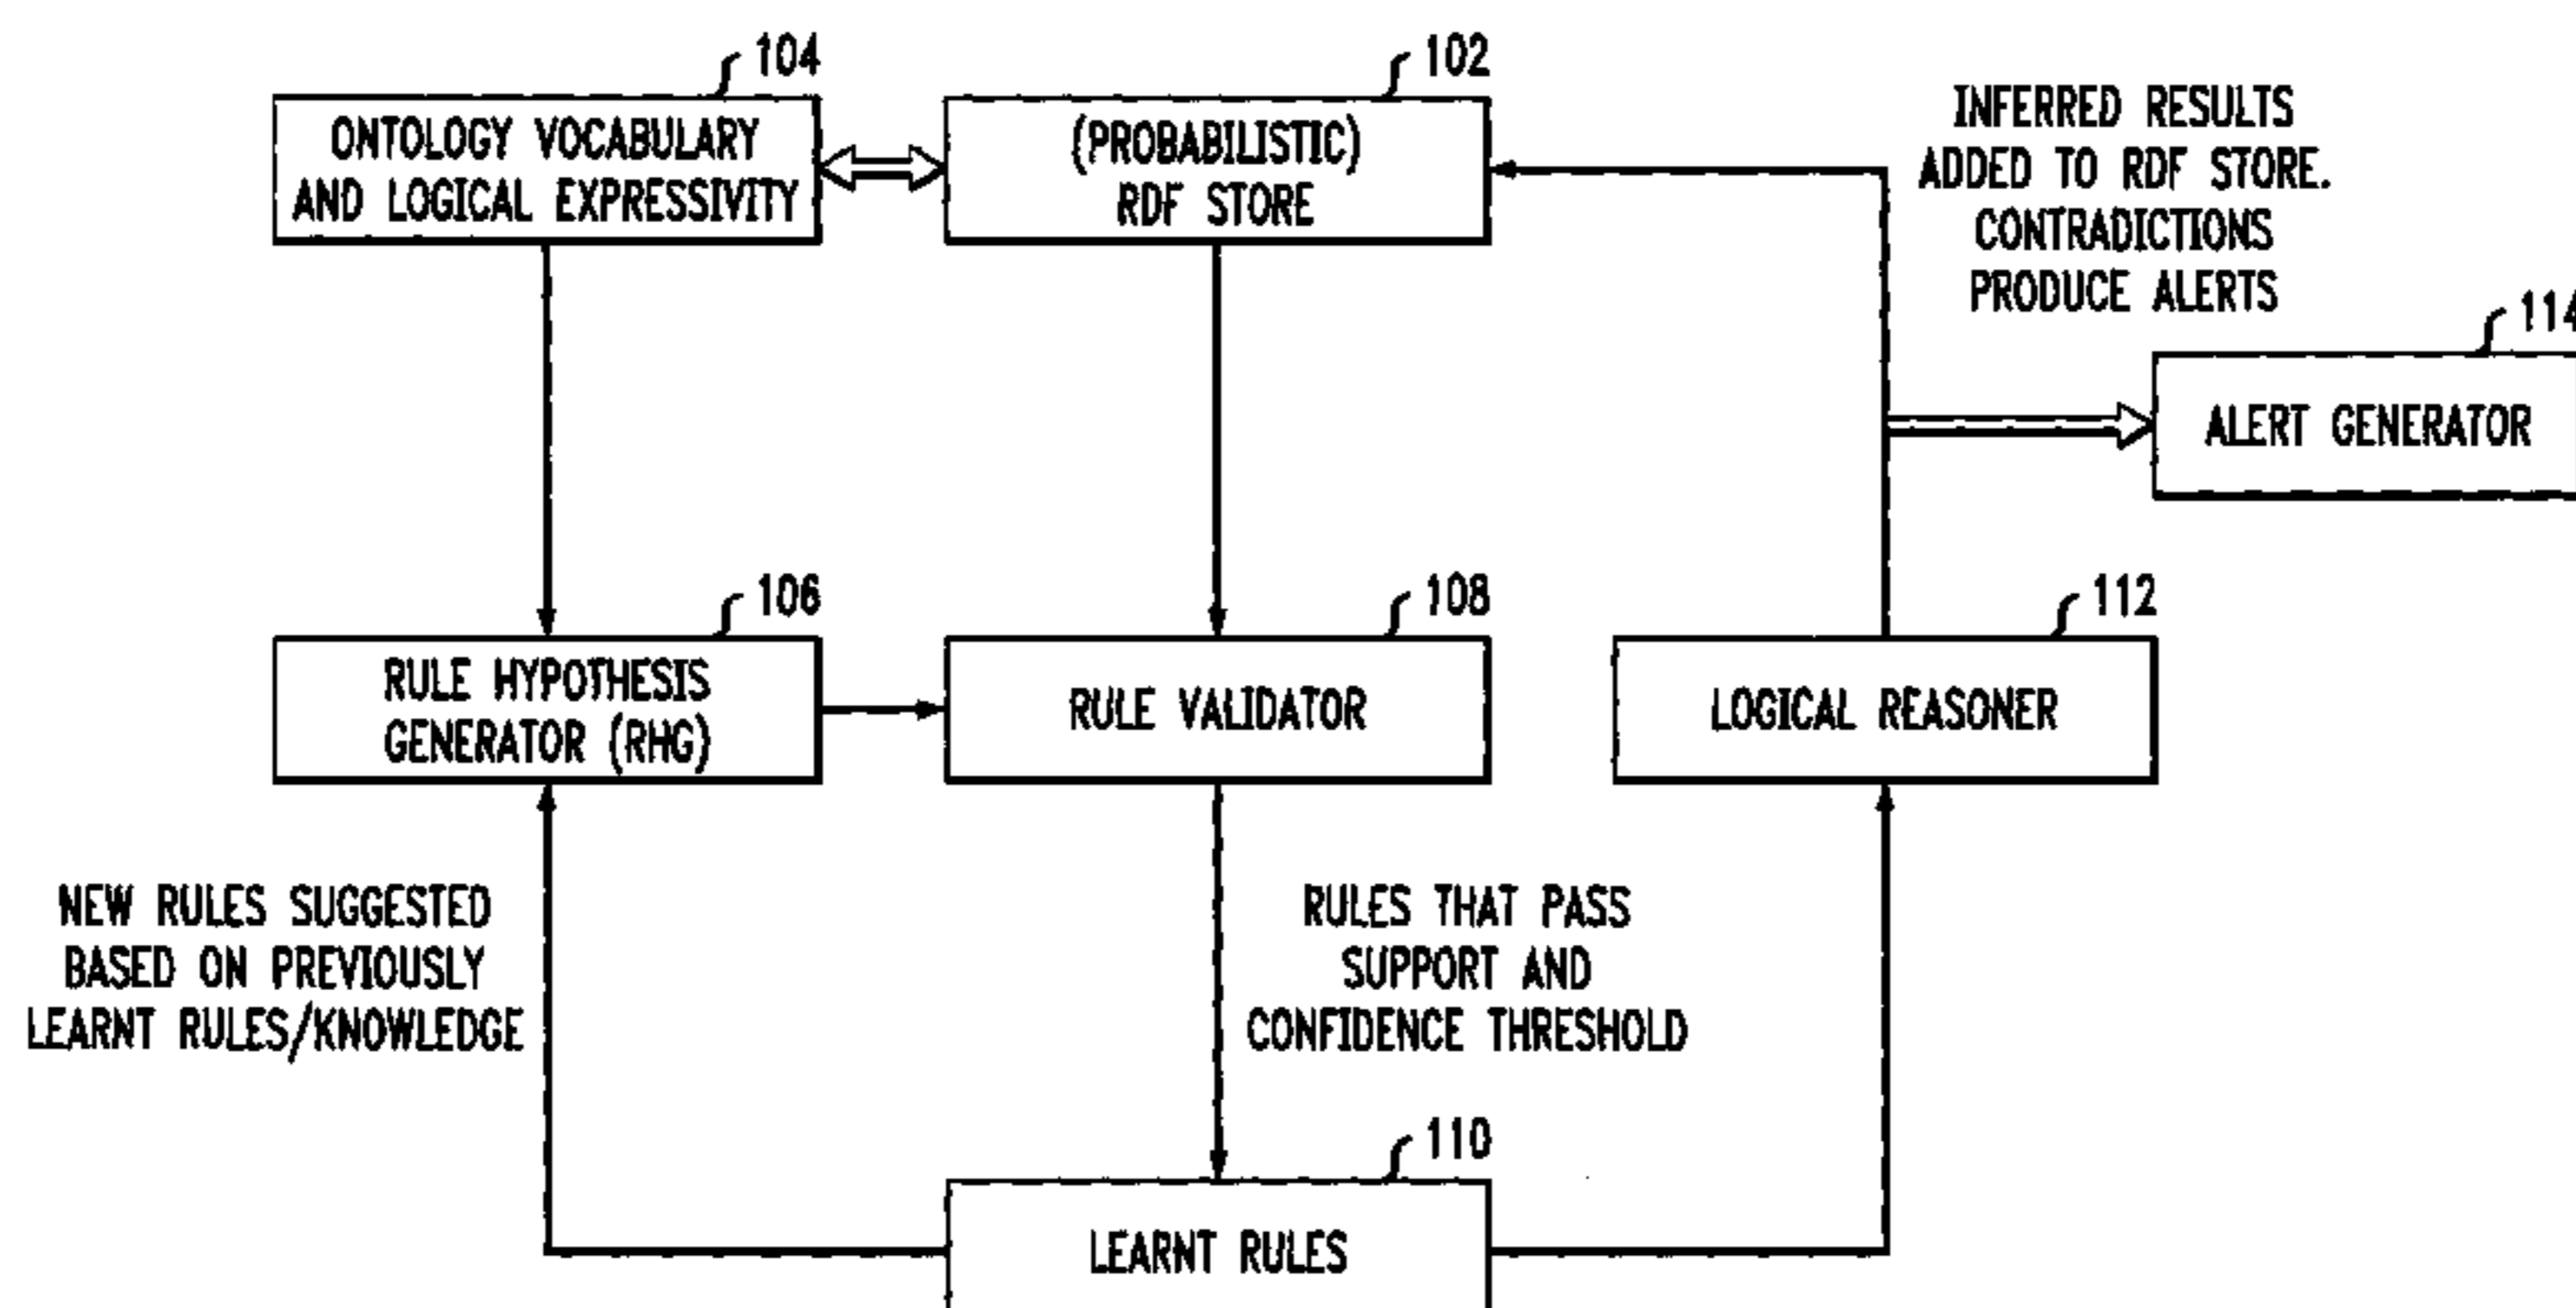 104
102
ONTOLOGY VOCABULARY
AND LOGICAL EXPRESSIVITY
(PROBABILISTIC)
RDF STORE
INFERRED RESULTS
ADDED TO RDF STORE.
CONTRADICTIONS
PRODUCE ALERTS
114
ALERT GENERATOR
106
108
112
RULE HYPOTHESIS
GENERATOR (RHG)
RULE VALIDATOR
LOGICAL REASONER
NEW RULES SUGGESTED
BASED ON PREVIOUSLY
LEARNT RULES/KNOWLEDGE
RULES THAT PASS
SUPPORT AND
CONFIDENCE THRESHOLD
110
LEARNT RULES